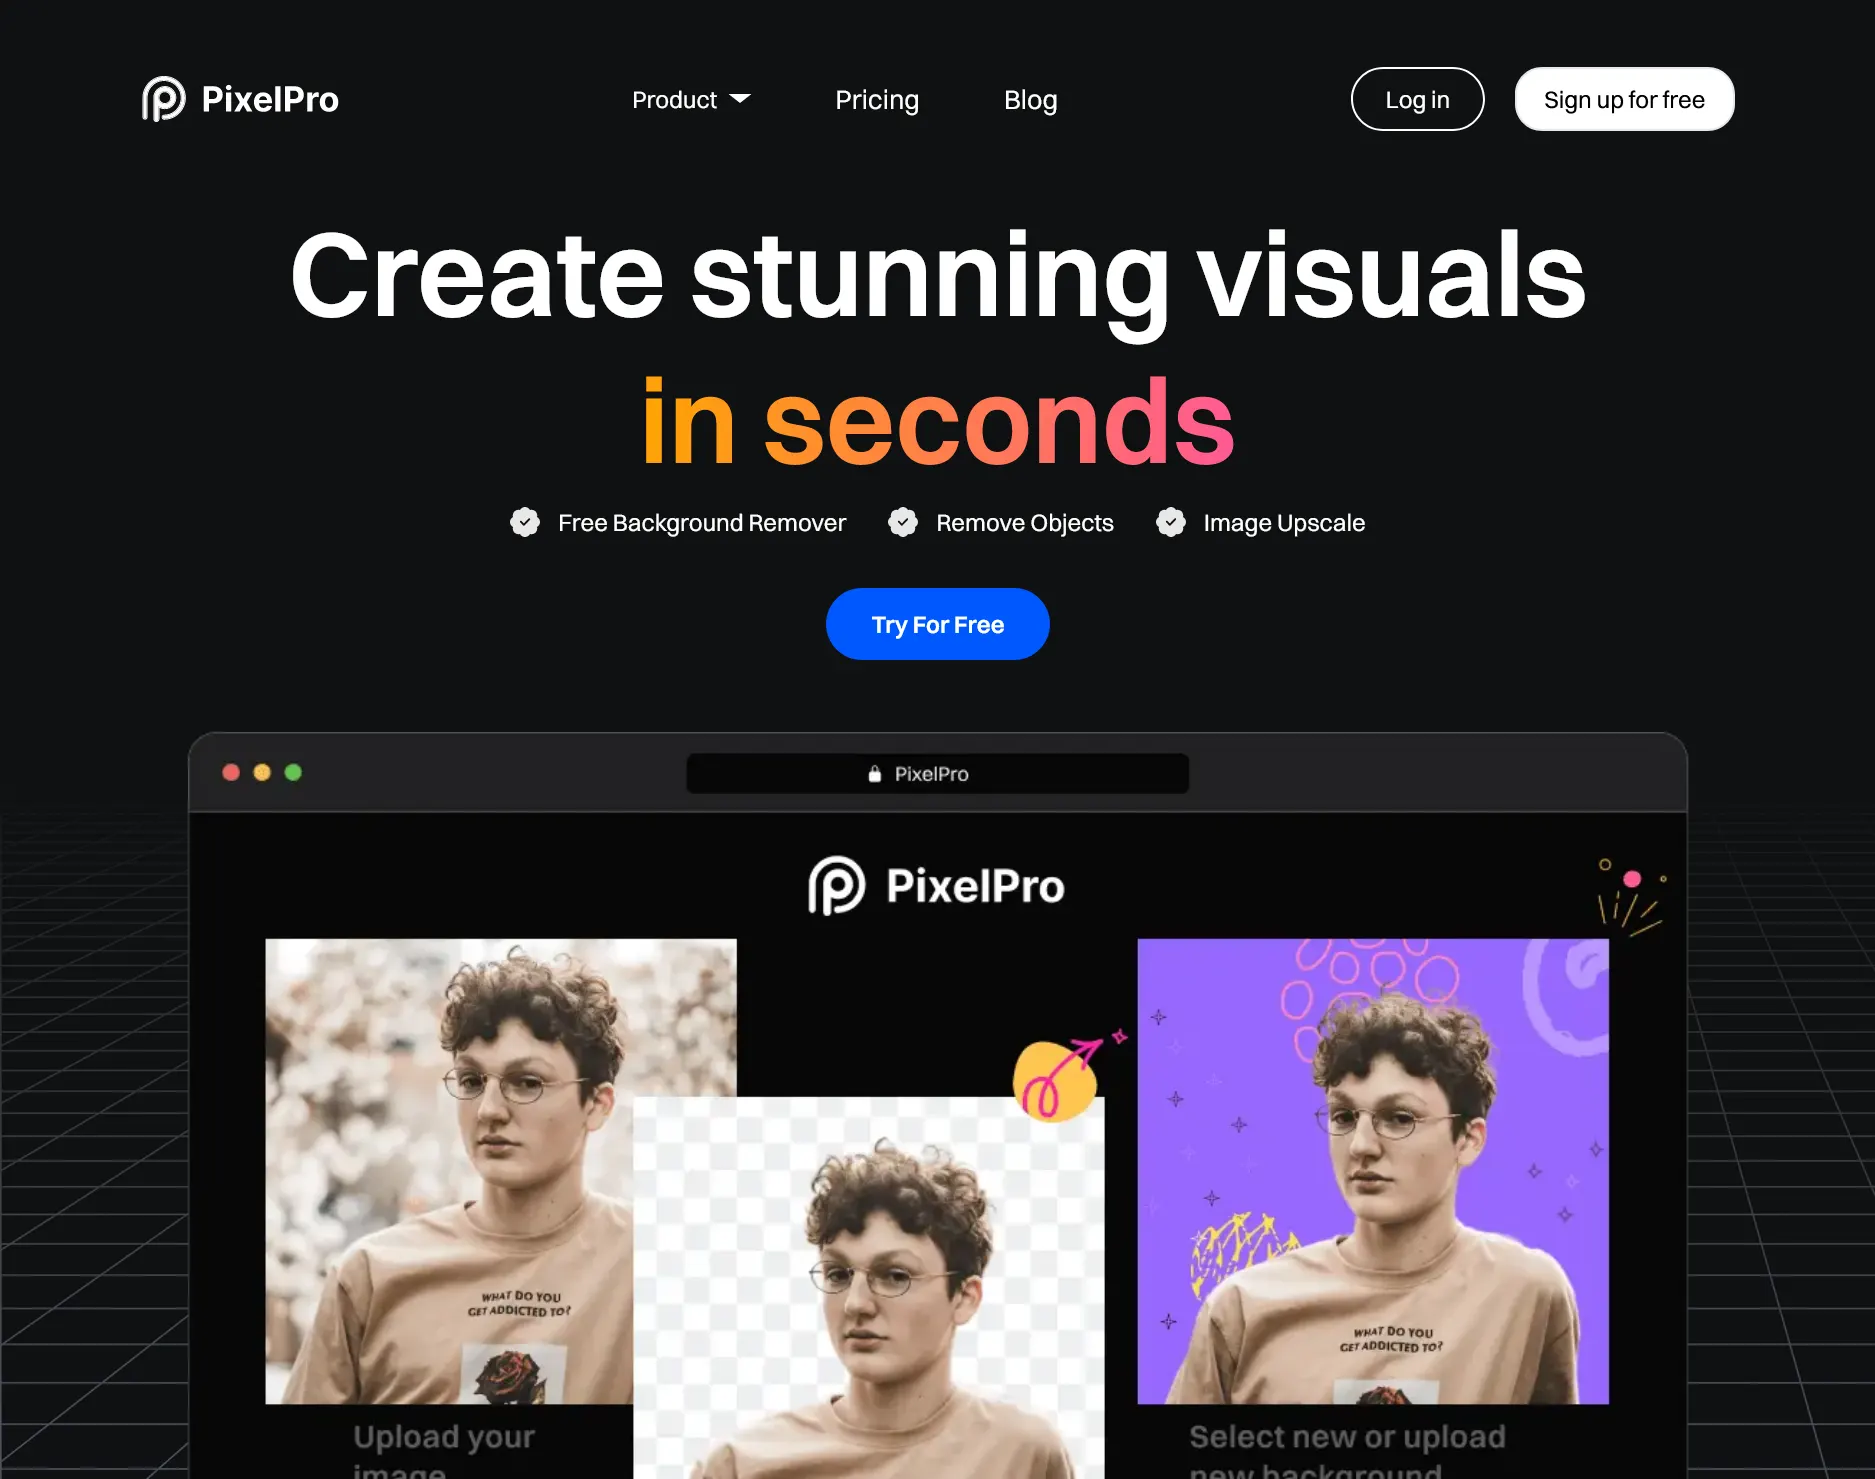 PixelPro
Product
Pricing
Blog
Log in
Sign up for free
Create stunning visuals
in seconds
Free Background Remover
Remove Objects
Image Upscale
Try For Free
PixelPro
PixelPro
WHAT DO YOU
GET ADDICTED TO?
WHAT DO YOU
GET ADDICTED TO?
Upload your
image
Select new or upload
new background